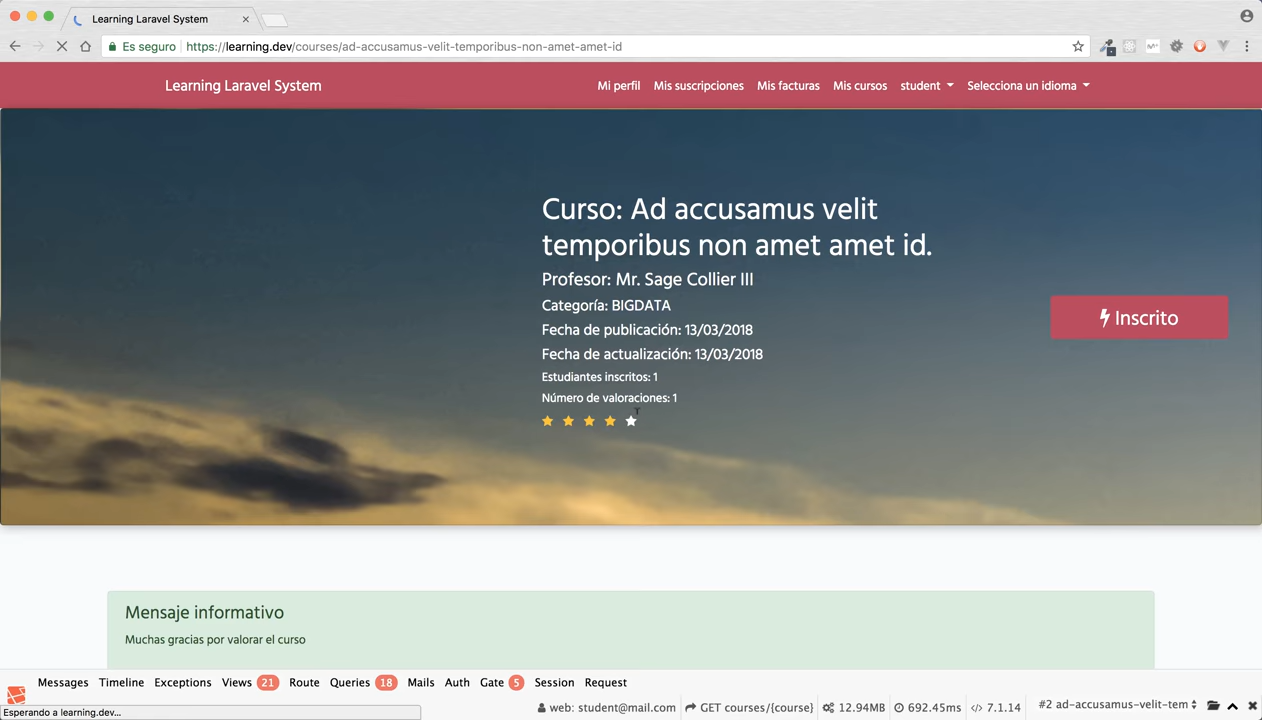 Learning Laravel System
Es seguro https://learning.dev/courses/ad-accusamus-velit-temporibus-non-amet-amet-id
Learning Laravel System Mi perfil Mis suscripciones Mis facturas Mis cursos student Selecciona un idioma
Curso: Ad accusamus velit
temporibus non amet amet id.
Profesor: Mr. Sage Collier III
Categoría: BIGDATA
Inscrito
Fecha de publicación: 13/03/2018
Fecha de actualización: 13/03/2018
Estudiantes inscritos: 1
Número de valoraciones: 1
Mensaje informativo
Muchas gracias por valorar el curso
Messages Timeline Exceptions Views 21 Route Queries 18 Mails Auth Gate 5 Session Request
web: student@mail.com GET courses/{course} 12.94MB 692.45ms 7.1.14 #2 ad-accusamus-velit-tem
Esperando a learning.dev...